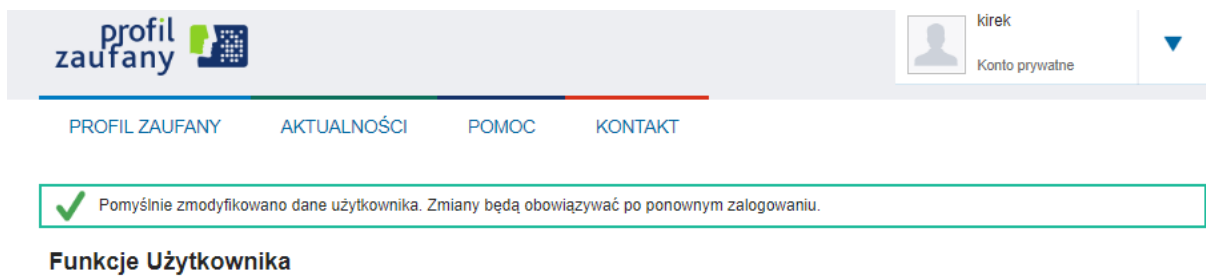 profil
zaufany
kirek
Konto prywatne
PROFIL ZAUFANY AKTUALNOŚCI POMOC KONTAKT
Pomyślnie zmodyfikowano dane użytkownika. Zmiany będą obowiązywać po ponownym zalogowaniu.
Funkcje Użytkownika